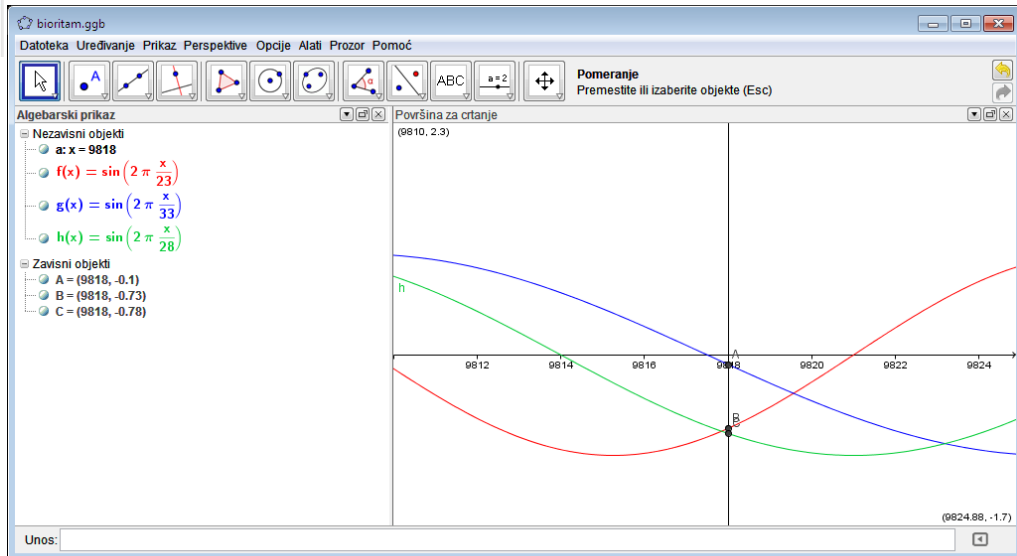 bioritam.ggb
Datoteka Uređivanje Prikaz Perspektive Opcije Alati Prozor Pomoć
A
α
ABC
a=2
Pomeranje
Premestite ili izaberite objekte (Esc)
Algebarski prikaz
Površina za crtanje
Nezavisni objekti
a: x = 9818
f(x) = sin(2 π x/23)
g(x) = sin(2 π x/33)
h(x) = sin(2 π x/28)
Zavisni objekti
A = (9818, -0.1)
B = (9818, -0.73)
C = (9818, -0.78)
(9810, 2.3)
h
A
9812 9814 9816 9818 9820 9822 9824
B
C
(9824.88, -1.7)
Unos: